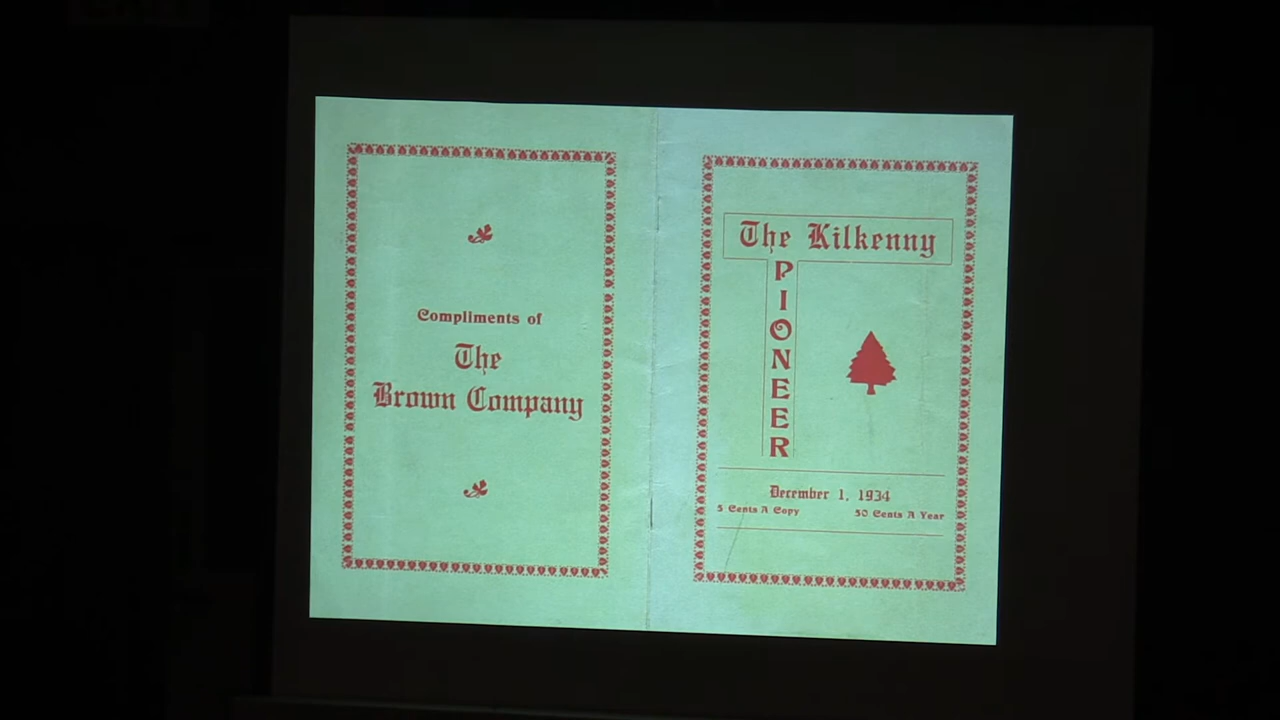 Compliments of
The
Brown Company
The Kilkenny
PIONEER
December 1, 1934
5 Cents A Copy
50 Cents A Year